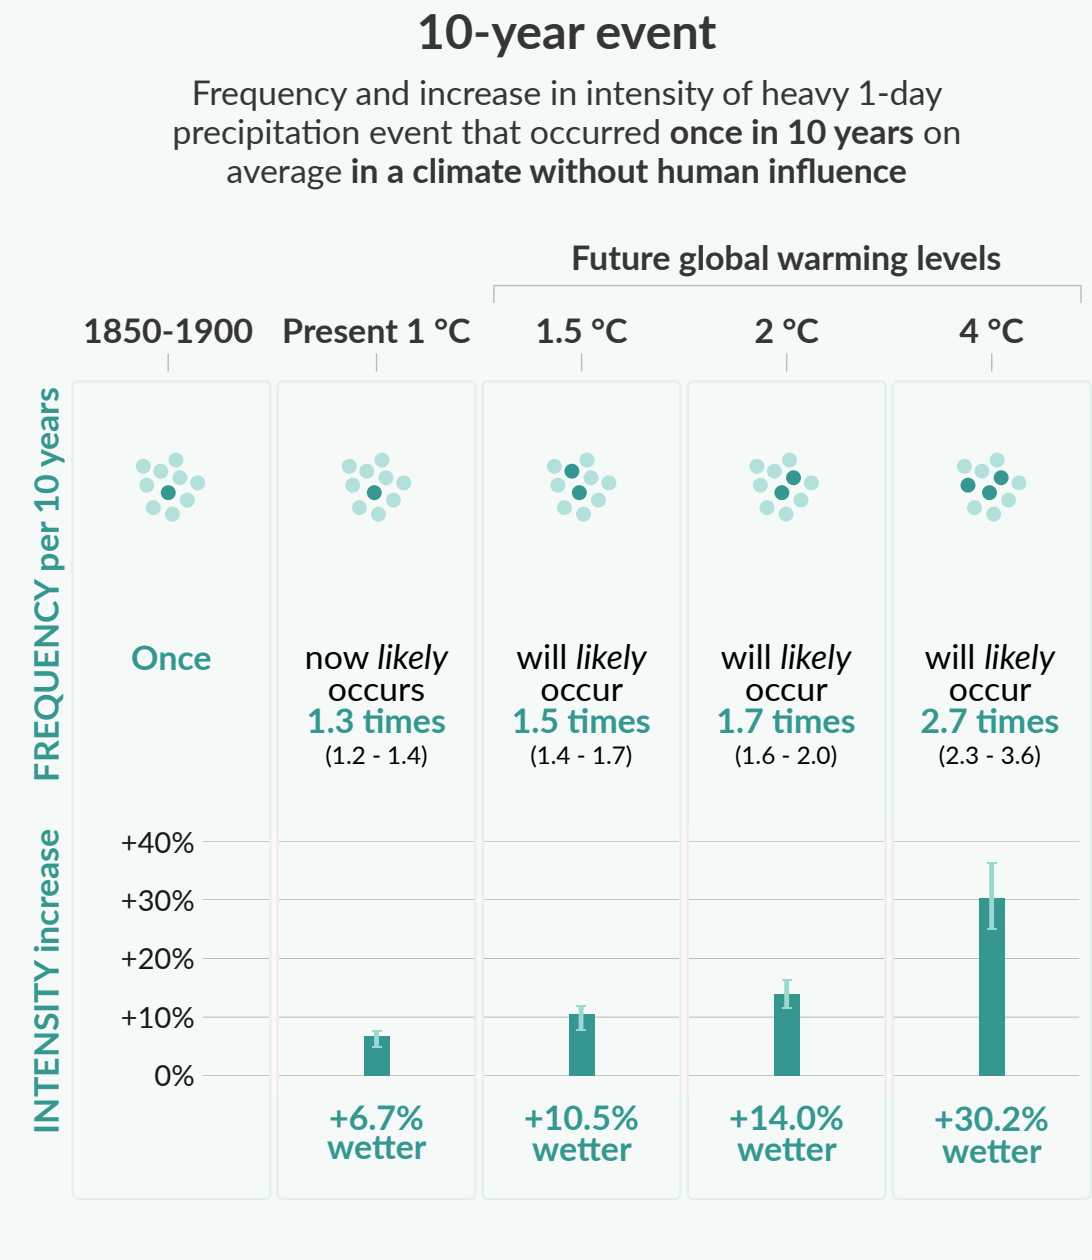 10-year event
Frequency and increase in intensity of heavy 1-day
precipitation event that occurred once in 10 years on
average in a climate without human influence
Future global warming levels
1850-1900
Present 1 °C
1.5 °C
2 °C
4 °C
FREQUENCY per 10 years
Once
now likely
occurs
1.3 times
(1.2 - 1.4)
will likely
occur
1.5 times
(1.4 - 1.7)
will likely
occur
1.7 times
(1.6 - 2.0)
will likely
occur
2.7 times
(2.3 - 3.6)
INTENSITY increase
+40%
+30%
+20%
+10%
0%
+6.7%
wetter
+10.5%
wetter
+14.0%
wetter
+30.2%
wetter